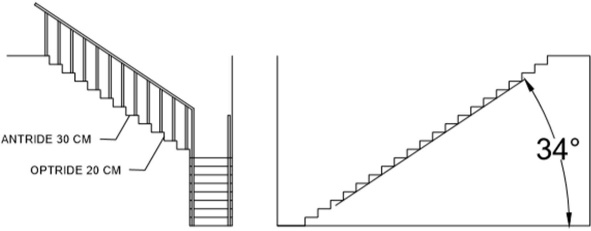 ANTRIDE 30 CM
OPTRIDE 20 CM
34°